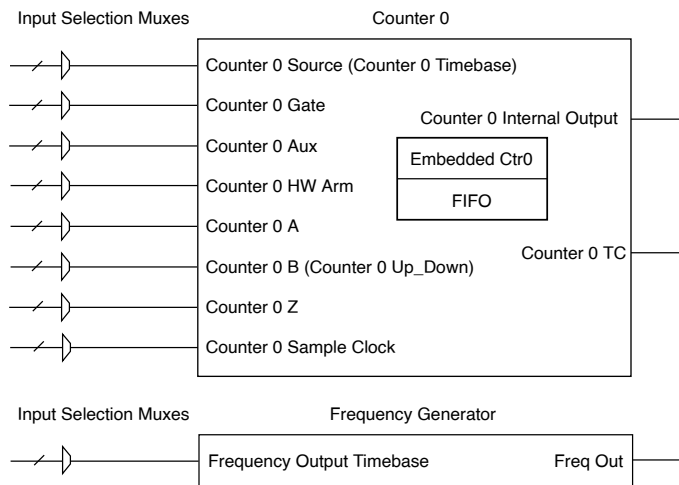 Input Selection Muxes
Counter 0
Counter 0 Source (Counter 0 Timebase)
Counter 0 Gate
Counter 0 Internal Output
Counter 0 Aux
Embedded Ctr0
Counter 0 HW Arm
FIFO
Counter 0 A
Counter 0 TC
Counter 0 B (Counter 0 Up_Down)
Counter 0 Z
Counter 0 Sample Clock
Input Selection Muxes
Frequency Generator
Frequency Output Timebase
Freq Out